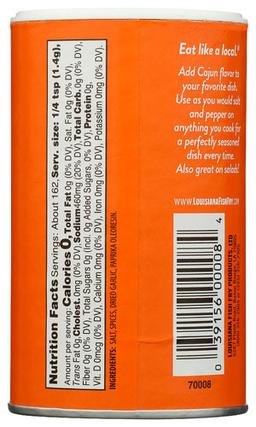 Eat like a local.®
Add Cajun flavor to
your favorite dish.
Use as you would salt
and pepper on
anything you cook for
a perfectly seasoned
dish every time.
Also great on salads!
Nutrition Facts Servings: About 162, Serv. size: 1/4 tsp (1.4g),
Amount per serving: Calories 0, Total Fat 0g (0% DV), Sat. Fat 0g (0% DV),
Trans Fat 0g, Cholest. 0mg (0% DV), Sodium 460mg (20% DV), Total Carb. 0g (0% DV),
Fiber 0g (0% DV), Total Sugars 0g (Incl. 0g Added Sugars, 0% DV), Protein 0g,
Vit. D 0mcg (0% DV), Calcium 0mg (0% DV), Iron 0mg (0% DV), Potassium 0mg (0% DV).
INGREDIENTS: SALT, SPICES, DRIED GARLIC, PAPRIKA OLEORESIN.
WWW.LOUISIANAFISHFRY.COM
0 39156 00008 4
LOUISIANA FISH FRY PRODUCTS, LTD
70008